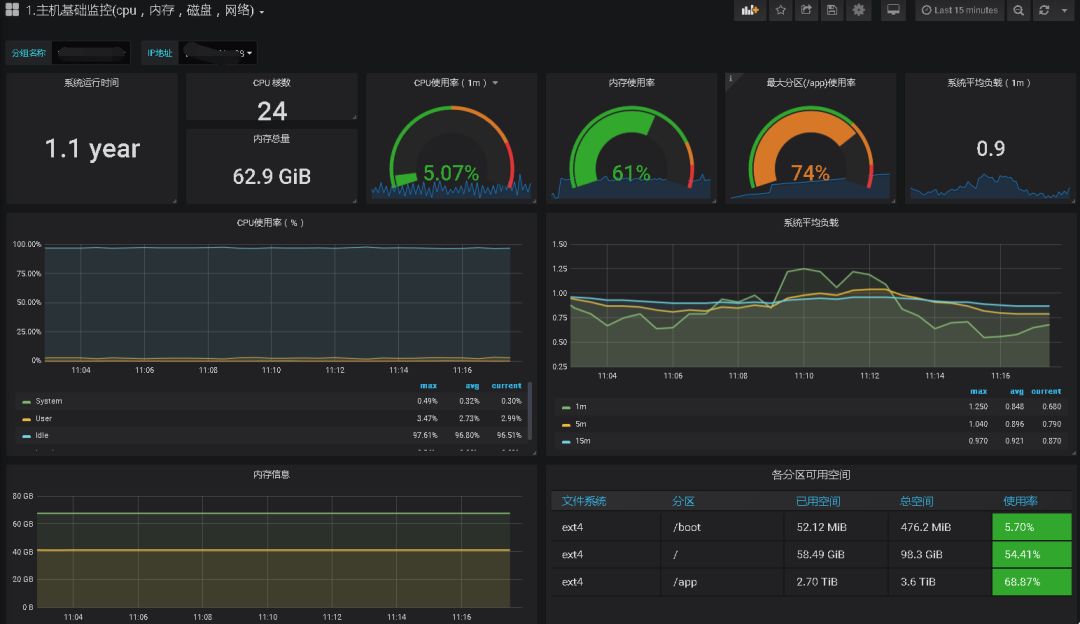 1.主机基础监控(cpu，内存，磁盘，网络)
Last 15 minutes
分组名称
IP地址
系统运行时间
1.1 year
CPU 核数
24
内存总量
62.9 GiB
CPU使用率（1m）
5.07%
内存使用率
61%
最大分区(/app)使用率
74%
系统平均负载（1m）
0.9
CPU使用率（%）
100.00%
75.00%
50.00%
25.00%
0%
11:04 11:06 11:08 11:10 11:12 11:14 11:16
max avg current
System 0.49% 0.32% 0.30%
User 3.47% 2.73% 2.99%
Idle 97.61% 96.80% 96.51%
系统平均负载
1.50
1.25
1.00
0.75
0.50
0.25
11:04 11:06 11:08 11:10 11:12 11:14 11:16
max avg current
1m 1.250 0.848 0.680
5m 1.040 0.896 0.790
15m 0.970 0.921 0.870
内存信息
80 GB
60 GB
40 GB
20 GB
0 B
11:04 11:06 11:08 11:10 11:12 11:14 11:16
各分区可用空间
文件系统 分区 已用空间 总空间 使用率
ext4 /boot 52.12 MiB 476.2 MiB 5.70%
ext4 / 58.49 GiB 98.3 GiB 54.41%
ext4 /app 2.70 TiB 3.6 TiB 68.87%